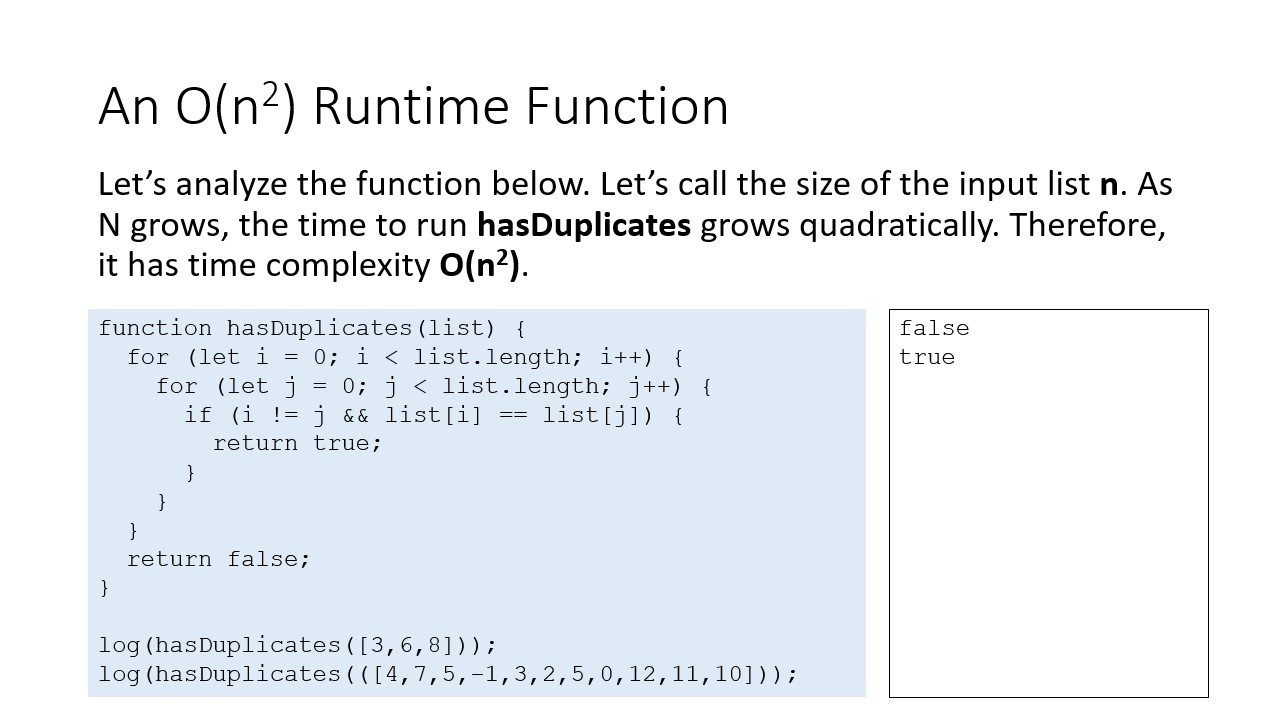 An O(n²) Runtime Function
Let’s analyze the function below. Let’s call the size of the input list n. As
N grows, the time to run hasDuplicates grows quadratically. Therefore,
it has time complexity O(n²).
function hasDuplicates(list) {
  for (let i = 0; i < list.length; i++) {
    for (let j = 0; j < list.length; j++) {
      if (i != j && list[i] == list[j]) {
        return true;
      }
    }
  }
  return false;
}

log(hasDuplicates([3,6,8]));
log(hasDuplicates(([4,7,5,-1,3,2,5,0,12,11,10]));
false
true